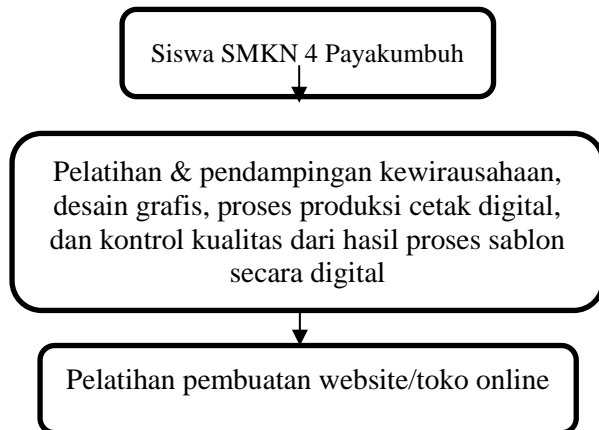 Siswa SMKN 4 Payakumbuh
Pelatihan & pendampingan kewirausahaan,
desain grafis, proses produksi cetak digital,
dan kontrol kualitas dari hasil proses sablon
secara digital
Pelatihan pembuatan website/toko online